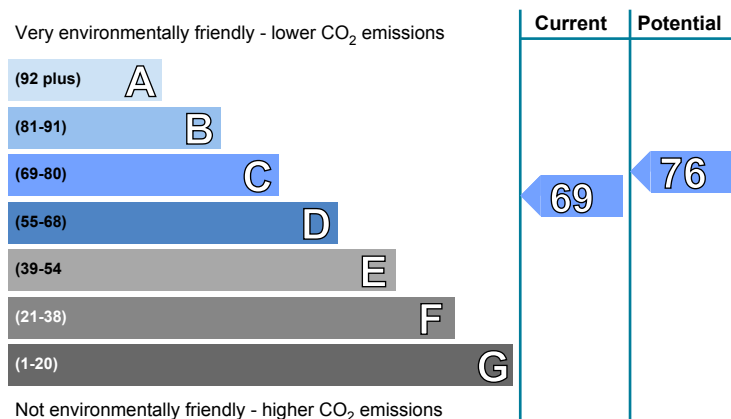 Very environmentally friendly - lower CO2 emissions
Current
Potential
(92 plus) A
(81-91) B
(69-80) C
(55-68) D
(39-54 E
(21-38) F
(1-20) G
69
76
Not environmentally friendly - higher CO2 emissions